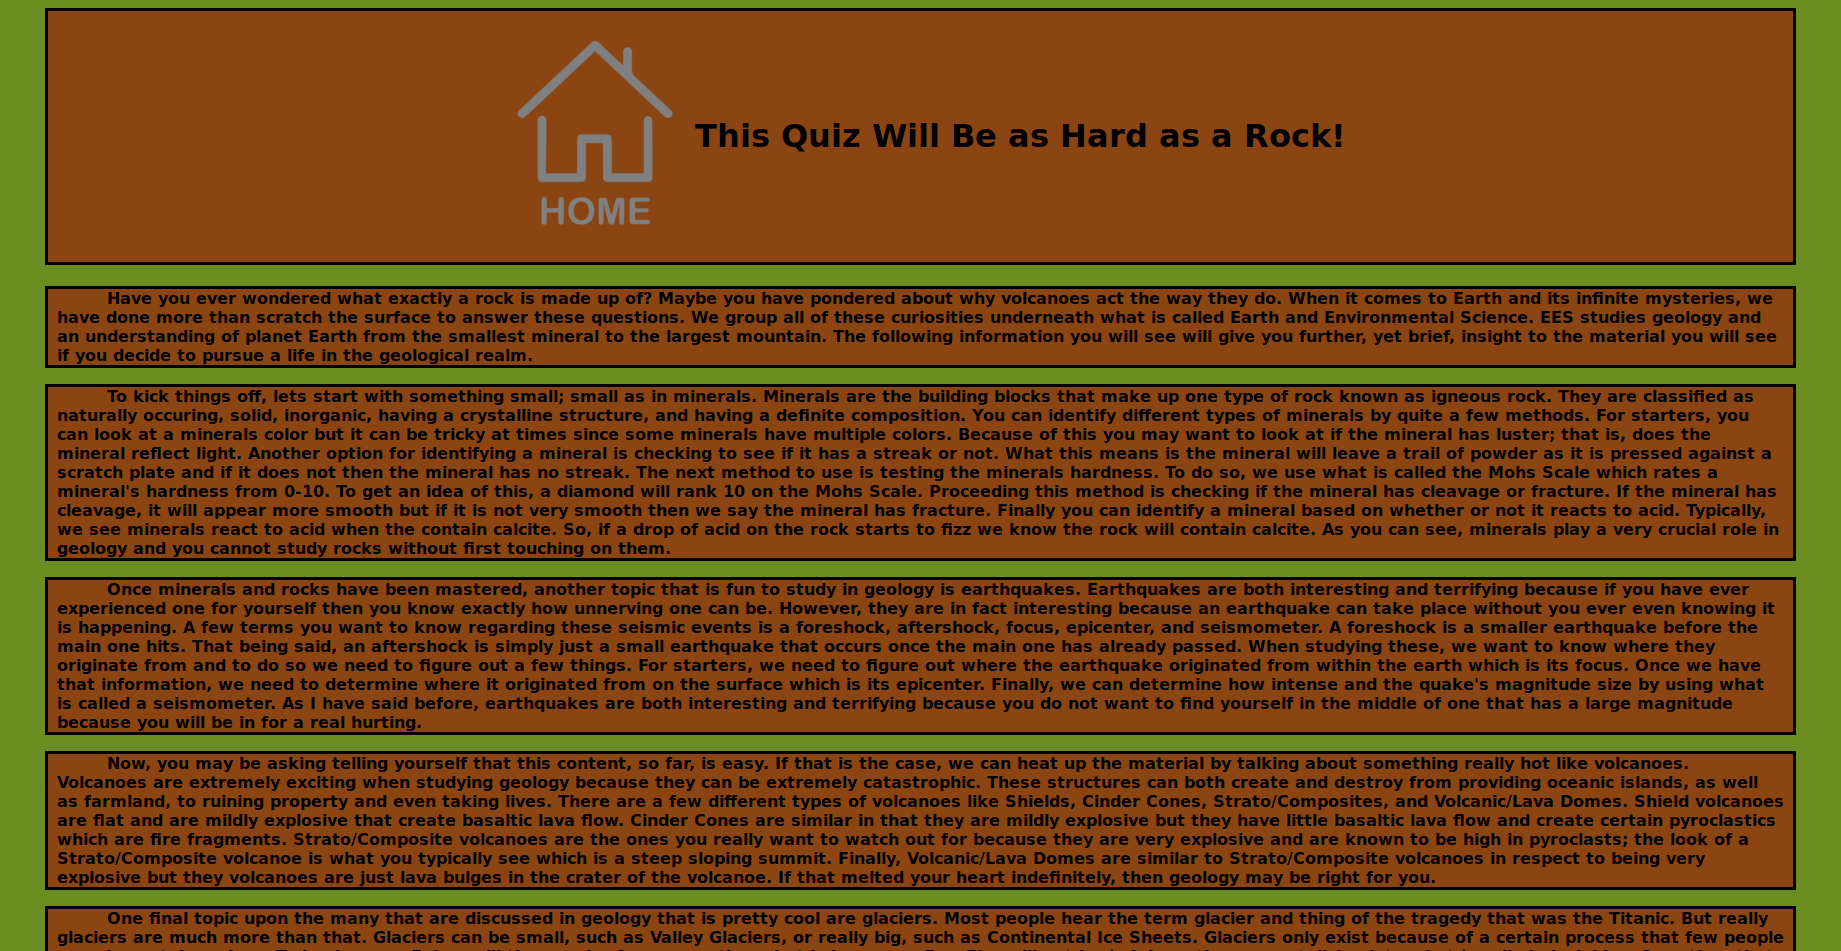 HOME
This Quiz Will Be as Hard as a Rock!
Have you ever wondered what exactly a rock is made up of? Maybe you have pondered about why volcanoes act the way they do. When it comes to Earth and its infinite mysteries, we
have done more than scratch the surface to answer these questions. We group all of these curiosities underneath what is called Earth and Environmental Science. EES studies geology and
an understanding of planet Earth from the smallest mineral to the largest mountain. The following information you will see will give you further, yet brief, insight to the material you will see
if you decide to pursue a life in the geological realm.
To kick things off, lets start with something small; small as in minerals. Minerals are the building blocks that make up one type of rock known as igneous rock. They are classified as
naturally occuring, solid, inorganic, having a crystalline structure, and having a definite composition. You can identify different types of minerals by quite a few methods. For starters, you
can look at a minerals color but it can be tricky at times since some minerals have multiple colors. Because of this you may want to look at if the mineral has luster; that is, does the
mineral reflect light. Another option for identifying a mineral is checking to see if it has a streak or not. What this means is the mineral will leave a trail of powder as it is pressed against a
scratch plate and if it does not then the mineral has no streak. The next method to use is testing the minerals hardness. To do so, we use what is called the Mohs Scale which rates a
mineral's hardness from 0-10. To get an idea of this, a diamond will rank 10 on the Mohs Scale. Proceeding this method is checking if the mineral has cleavage or fracture. If the mineral has
cleavage, it will appear more smooth but if it is not very smooth then we say the mineral has fracture. Finally you can identify a mineral based on whether or not it reacts to acid. Typically,
we see minerals react to acid when the contain calcite. So, if a drop of acid on the rock starts to fizz we know the rock will contain calcite. As you can see, minerals play a very crucial role in
geology and you cannot study rocks without first touching on them.
Once minerals and rocks have been mastered, another topic that is fun to study in geology is earthquakes. Earthquakes are both interesting and terrifying because if you have ever
experienced one for yourself then you know exactly how unnerving one can be. However, they are in fact interesting because an earthquake can take place without you ever even knowing it
is happening. A few terms you want to know regarding these seismic events is a foreshock, aftershock, focus, epicenter, and seismometer. A foreshock is a smaller earthquake before the
main one hits. That being said, an aftershock is simply just a small earthquake that occurs once the main one has already passed. When studying these, we want to know where they
originate from and to do so we need to figure out a few things. For starters, we need to figure out where the earthquake originated from within the earth which is its focus. Once we have
that information, we need to determine where it originated from on the surface which is its epicenter. Finally, we can determine how intense and the quake's magnitude size by using what
is called a seismometer. As I have said before, earthquakes are both interesting and terrifying because you do not want to find yourself in the middle of one that has a large magnitude
because you will be in for a real hurting.
Now, you may be asking telling yourself that this content, so far, is easy. If that is the case, we can heat up the material by talking about something really hot like volcanoes.
Volcanoes are extremely exciting when studying geology because they can be extremely catastrophic. These structures can both create and destroy from providing oceanic islands, as well
as farmland, to ruining property and even taking lives. There are a few different types of volcanoes like Shields, Cinder Cones, Strato/Composites, and Volcanic/Lava Domes. Shield volcanoes
are flat and are mildly explosive that create basaltic lava flow. Cinder Cones are similar in that they are mildly explosive but they have little basaltic lava flow and create certain pyroclastics
which are fire fragments. Strato/Composite volcanoes are the ones you really want to watch out for because they are very explosive and are known to be high in pyroclasts; the look of a
Strato/Composite volcanoe is what you typically see which is a steep sloping summit. Finally, Volcanic/Lava Domes are similar to Strato/Composite volcanoes in respect to being very
explosive but they volcanoes are just lava bulges in the crater of the volcanoe. If that melted your heart indefinitely, then geology may be right for you.
One final topic upon the many that are discussed in geology that is pretty cool are glaciers. Most people hear the term glacier and thing of the tragedy that was the Titanic. But really
glaciers are much more than that. Glaciers can be small, such as Valley Glaciers, or really big, such as Continental Ice Sheets. Glaciers only exist because of a certain process that few people